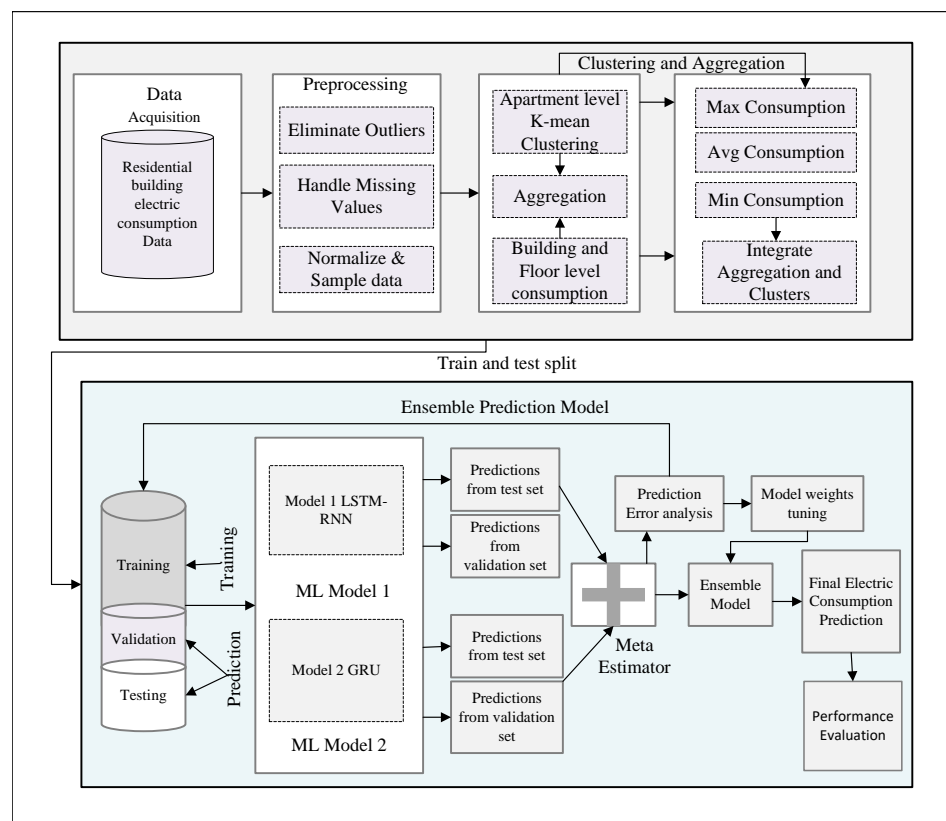 Data
Acquisition
Residential
building
electric
consumption
Data
Preprocessing
Eliminate Outliers
Handle Missing
Values
Normalize &
Sample data
Clustering and Aggregation
Apartment level
K-mean
Clustering
Aggregation
Building and
Floor level
consumption
Max Consumption
Avg Consumption
Min Consumption
Integrate
Aggregation and
Clusters
Train and test split
Ensemble Prediction Model
Training
Validation
Testing
Training
Prediction
Model 1 LSTM-
RNN
ML Model 1
Model 2 GRU
ML Model 2
Predictions
from test set
Predictions
from
validation set
Predictions
from test set
Predictions
from validation
set
Meta
Estimator
Prediction
Error analysis
Model weights
tuning
Ensemble
Model
Final Electric
Consumption
Prediction
Performance
Evaluation